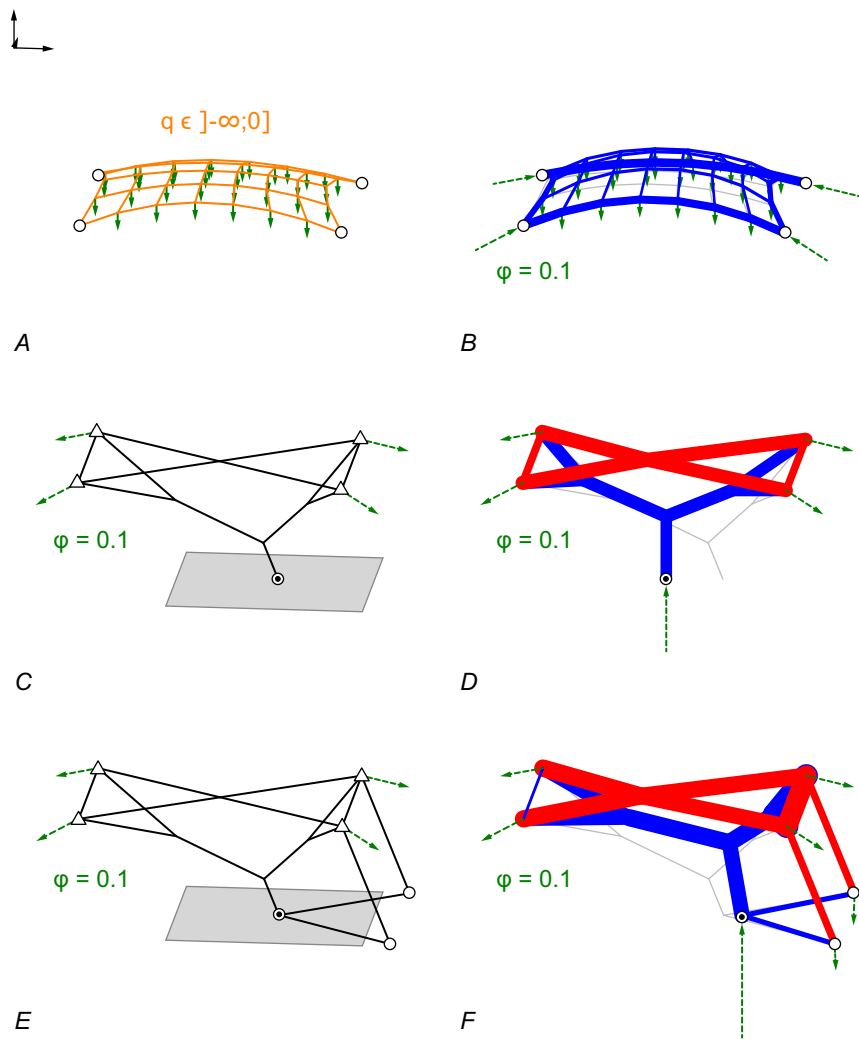 q ϵ ]-∞;0]
φ = 0.1
A
B
φ = 0.1
φ = 0.1
C
D
φ = 0.1
φ = 0.1
E
F